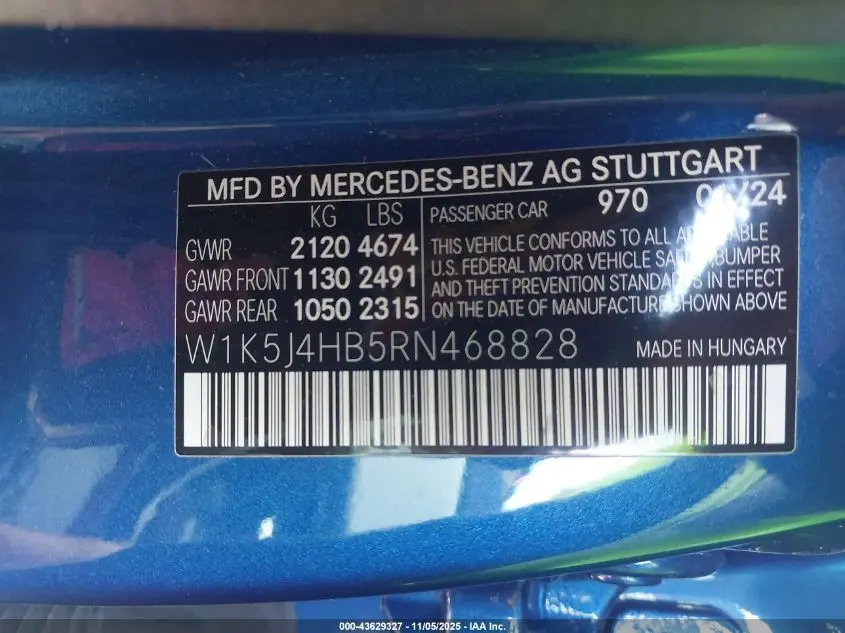 MFD BY MERCEDES-BENZ AG STUTTGART
KG LBS
GVWR 2120 4674
GAWR FRONT 1130 2491
GAWR REAR 1050 2315
PASSENGER CAR 970
THIS VEHICLE CONFORMS TO ALL
U.S. FEDERAL MOTOR VEHICLE BUMPER
AND THEFT PREVENTION STANDARDS IN EFFECT
ON THE DATE OF MANUFACTURE SHOWN ABOVE
W1K5J4HB5RN468828
MADE IN HUNGARY
000-43629327 - 11/05/2025 - IAA Inc.